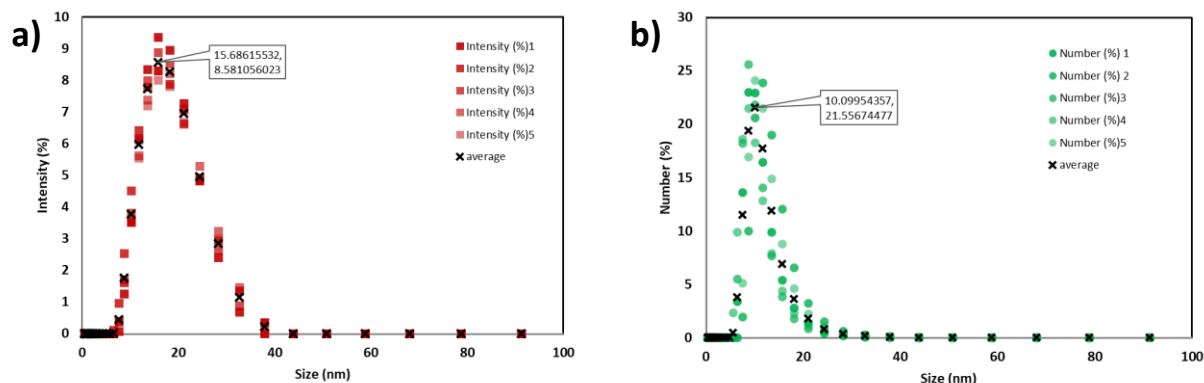 a)
10
9
8
7
6
5
4
3
2
1
0
Intensity (%)
0 20 40 60 80 100
Size (nm)
15.68615532,
8.581056023
Intensity (%)1
Intensity (%)2
Intensity (%)3
Intensity (%)4
Intensity (%)5
average
b)
30
25
20
15
10
5
0
Number (%)
0 20 40 60 80 100
Size (nm)
10.09954357,
21.55674477
Number (%) 1
Number (%) 2
Number (%)3
Number (%)4
Number (%)5
average